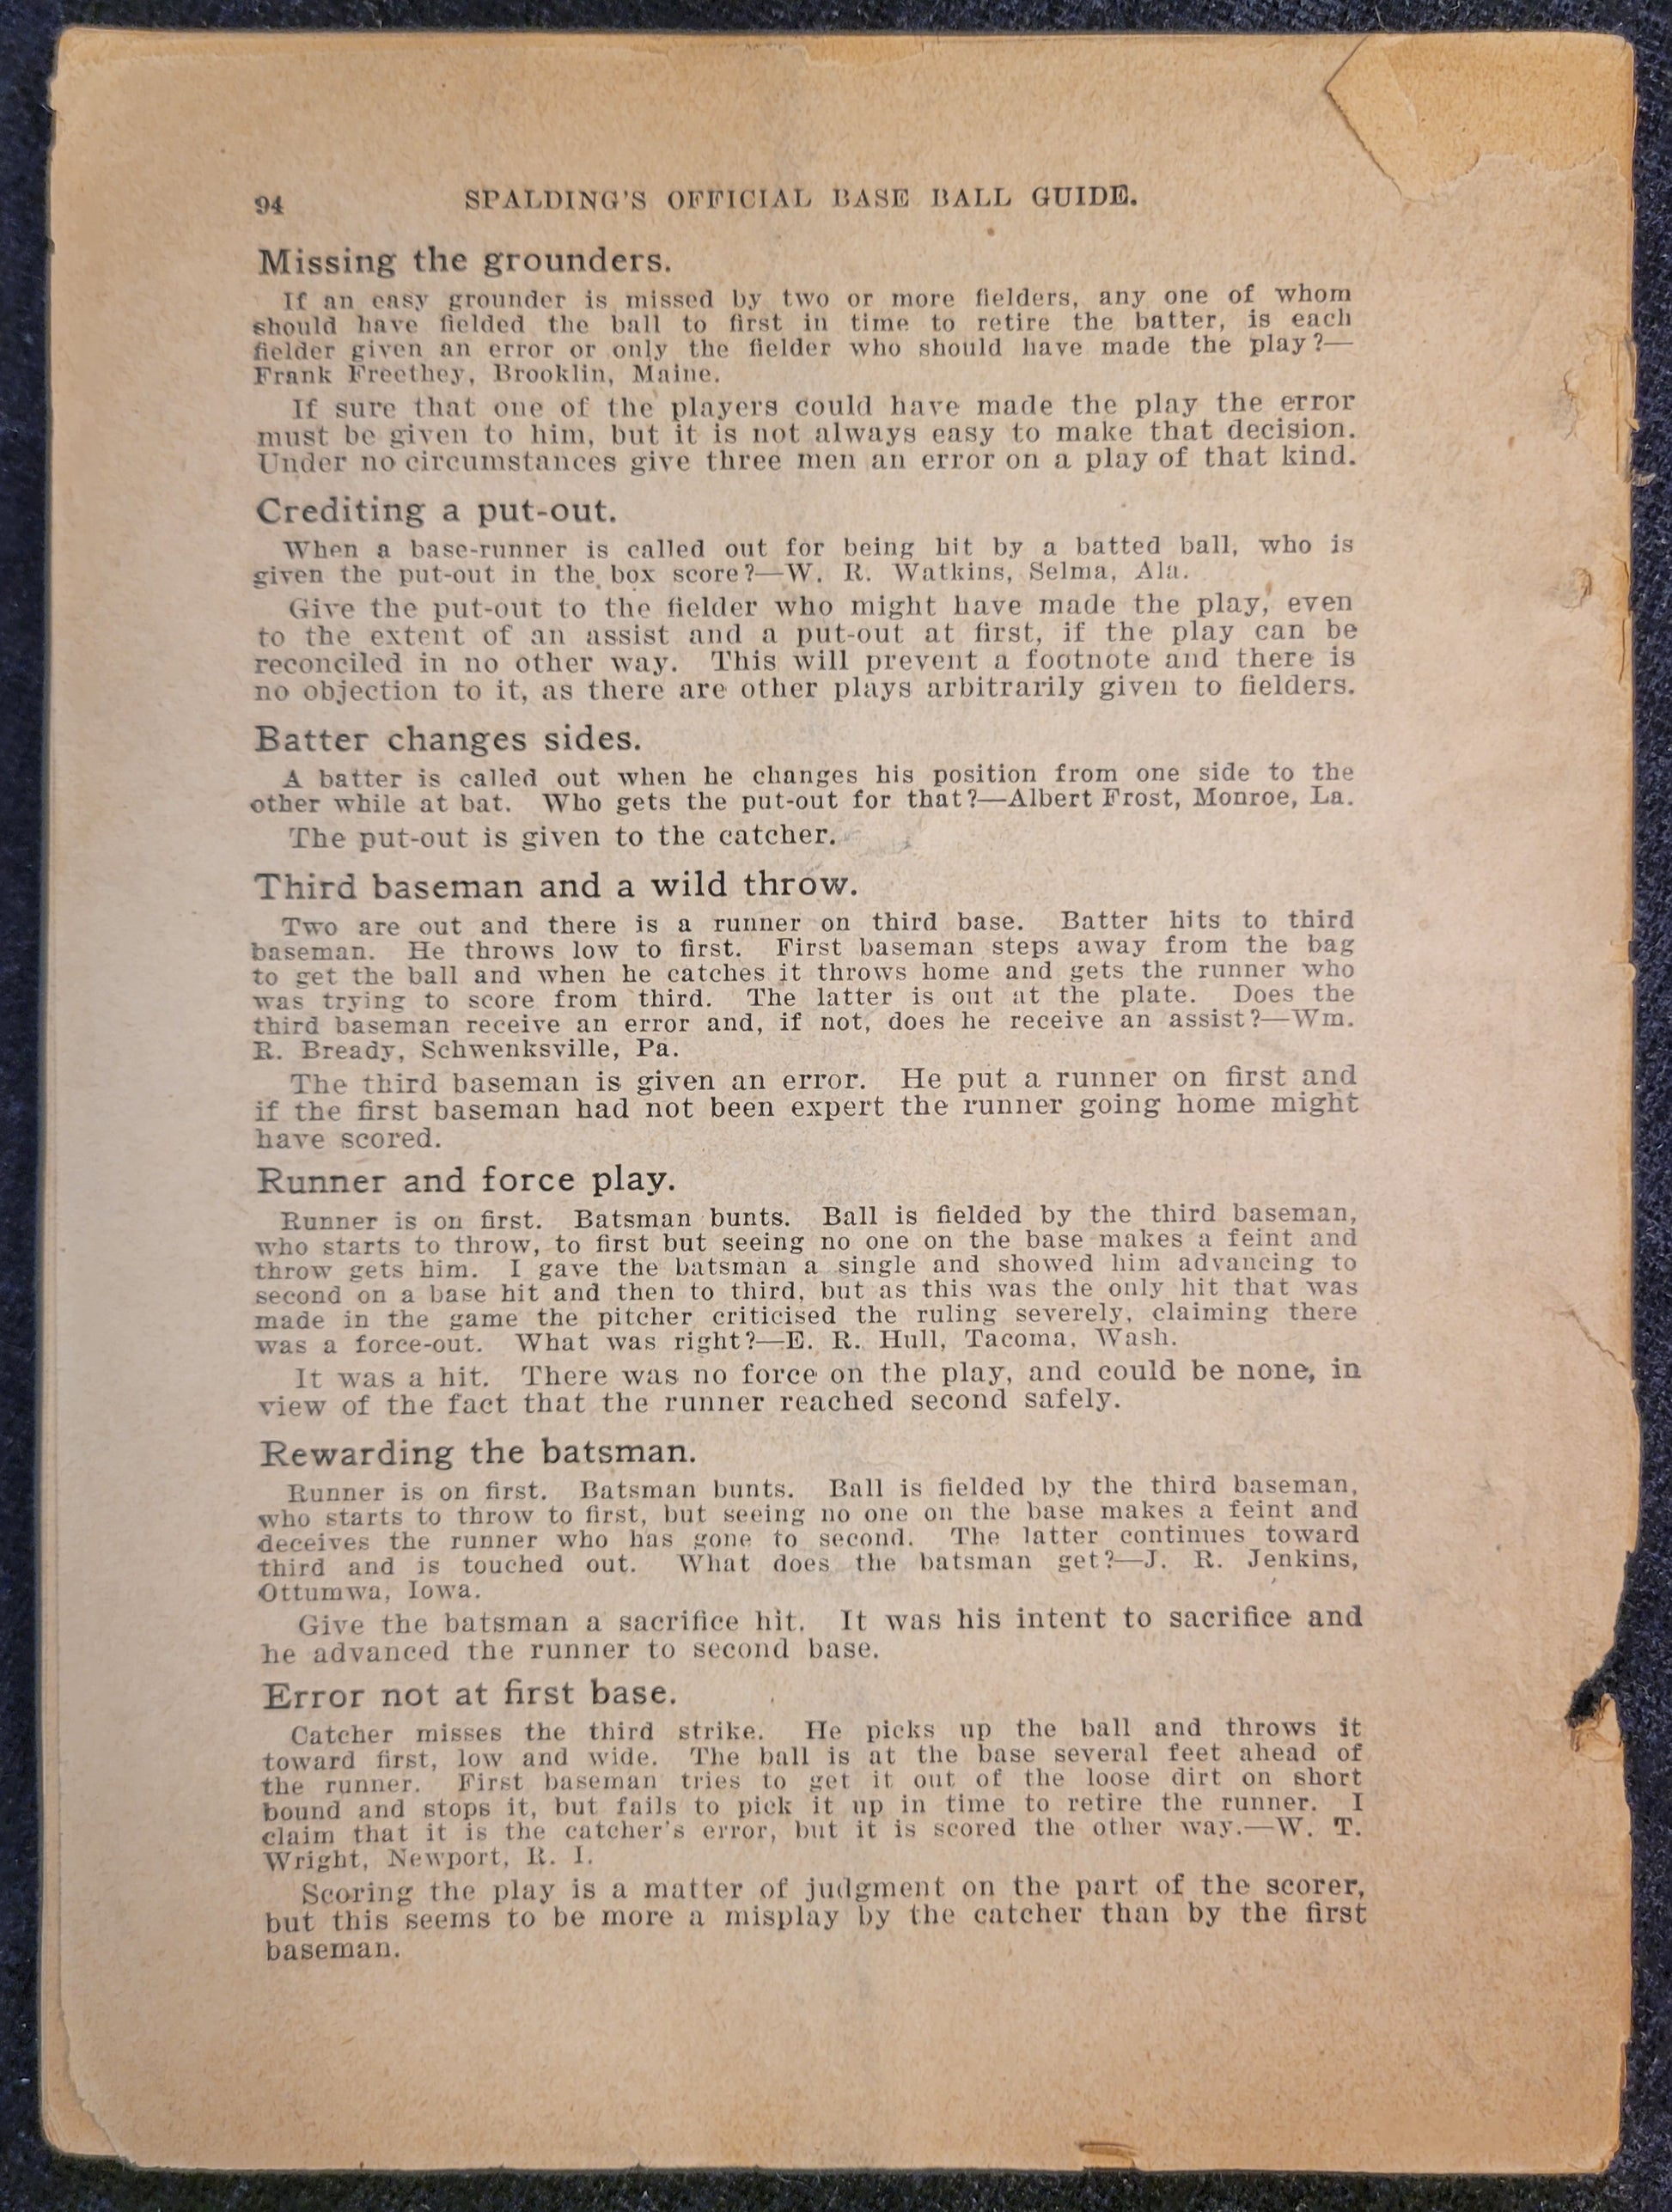 94 SPALDING'S OFFICIAL BASE BALL GUIDE.
Missing the grounders.
If an easy grounder is missed by two or more fielders, any one of whom
should have fielded the ball to first in time to retire the batter, is each
fielder given an error or only the fielder who should have made the play?—
Frank Freethey, Brooklin, Maine.
If sure that one of the players could have made the play the error
must be given to him, but it is not always easy to make that decision.
Under no circumstances give three men an error on a play of that kind.
Crediting a put-out.
When a base-runner is called out for being hit by a batted ball, who is
given the put-out in the box score?—W. R. Watkins, Selma, Ala.
Give the put-out to the fielder who might have made the play, even
to the extent of an assist and a put-out at first, if the play can be
reconciled in no other way. This will prevent a footnote and there is
no objection to it, as there are other plays arbitrarily given to fielders.
Batter changes sides.
A batter is called out when he changes his position from one side to the
other while at bat. Who gets the put-out for that?—Albert Frost, Monroe, La.
The put-out is given to the catcher.
Third baseman and a wild throw.
Two are out and there is a runner on third base. Batter hits to third
baseman. He throws low to first. First baseman steps away from the bag
to get the ball and when he catches it throws home and gets the runner who
was trying to score from third. The latter is out at the plate. Does the
third baseman receive an error and, if not, does he receive an assist?—Wm.
R. Bready, Schwenksville, Pa.
The third baseman is given an error. He put a runner on first and
if the first baseman had not been expert the runner going home might
have scored.
Runner and force play.
Runner is on first. Batsman bunts. Ball is fielded by the third baseman,
who starts to throw, to first but seeing no one on the base makes a feint and
throw gets him. I gave the batsman a single and showed him advancing to
second on a base hit and then to third, but as this was the only hit that was
made in the game the pitcher criticised the ruling severely, claiming there
was a force-out. What was right?—E. R. Hull, Tacoma, Wash.
It was a hit. There was no force on the play, and could be none, in
view of the fact that the runner reached second safely.
Rewarding the batsman.
Runner is on first. Batsman bunts. Ball is fielded by the third baseman,
who starts to throw to first, but seeing no one on the base makes a feint and
deceives the runner who has gone to second. The latter continues toward
third and is touched out. What does the batsman get?—J. R. Jenkins,
Ottumwa, Iowa.
Give the batsman a sacrifice hit. It was his intent to sacrifice and
he advanced the runner to second base.
Error not at first base.
Catcher misses the third strike. He picks up the ball and throws it
toward first, low and wide. The ball is at the base several feet ahead of
the runner. First baseman tries to get it out of the loose dirt on short
bound and stops it, but fails to pick it up in time to retire the runner. I
claim that it is the catcher's error, but it is scored the other way.—W. T.
Wright, Newport, R. I.
Scoring the play is a matter of judgment on the part of the scorer,
but this seems to be more a misplay by the catcher than by the first
baseman.